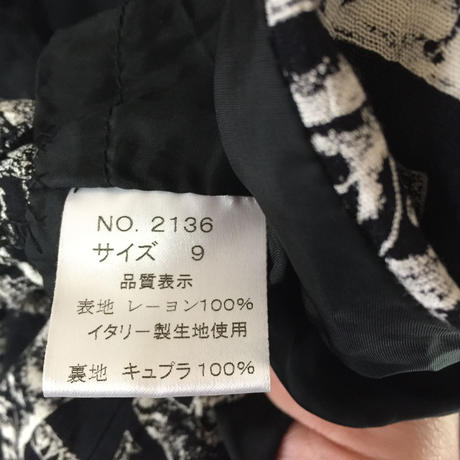 NO. 2136
サイズ 9
品質表示
表地 レーヨン100%
イタリー製生地使用
裏地 キュプラ100%